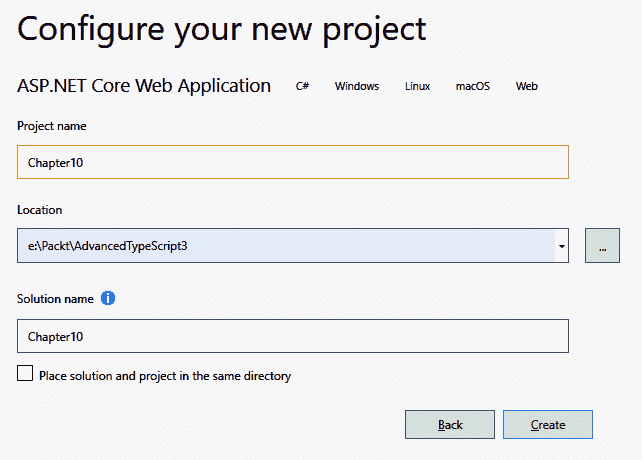 Configure your new project
ASP.NET Core Web Application C# Windows Linux macOS Web
Project name
Chapter10
Location
e:\Packt\AdvancedTypeScript3
...
Solution name
Chapter10
Place solution and project in the same directory
Back Create